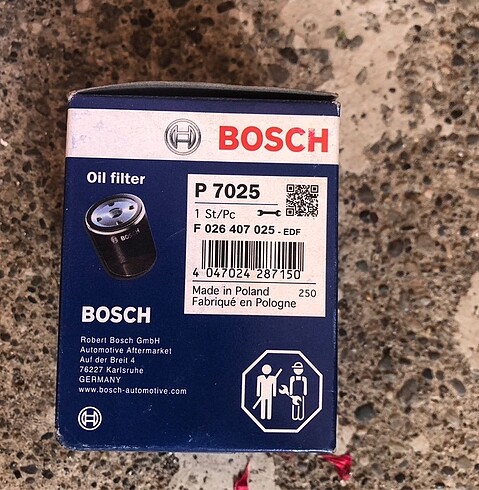 BOSCH
Oil filter
P 7025
1 St/Pc
F 026 407 025 - EDF
4 047024 287150
Made in Poland
Fabriqué en Pologne
250
BOSCH
BOSCH
Robert Bosch GmbH
Automotive Aftermarket
Auf der Breit 4
76227 Karlsruhe
GERMANY
www.bosch-automotive.com